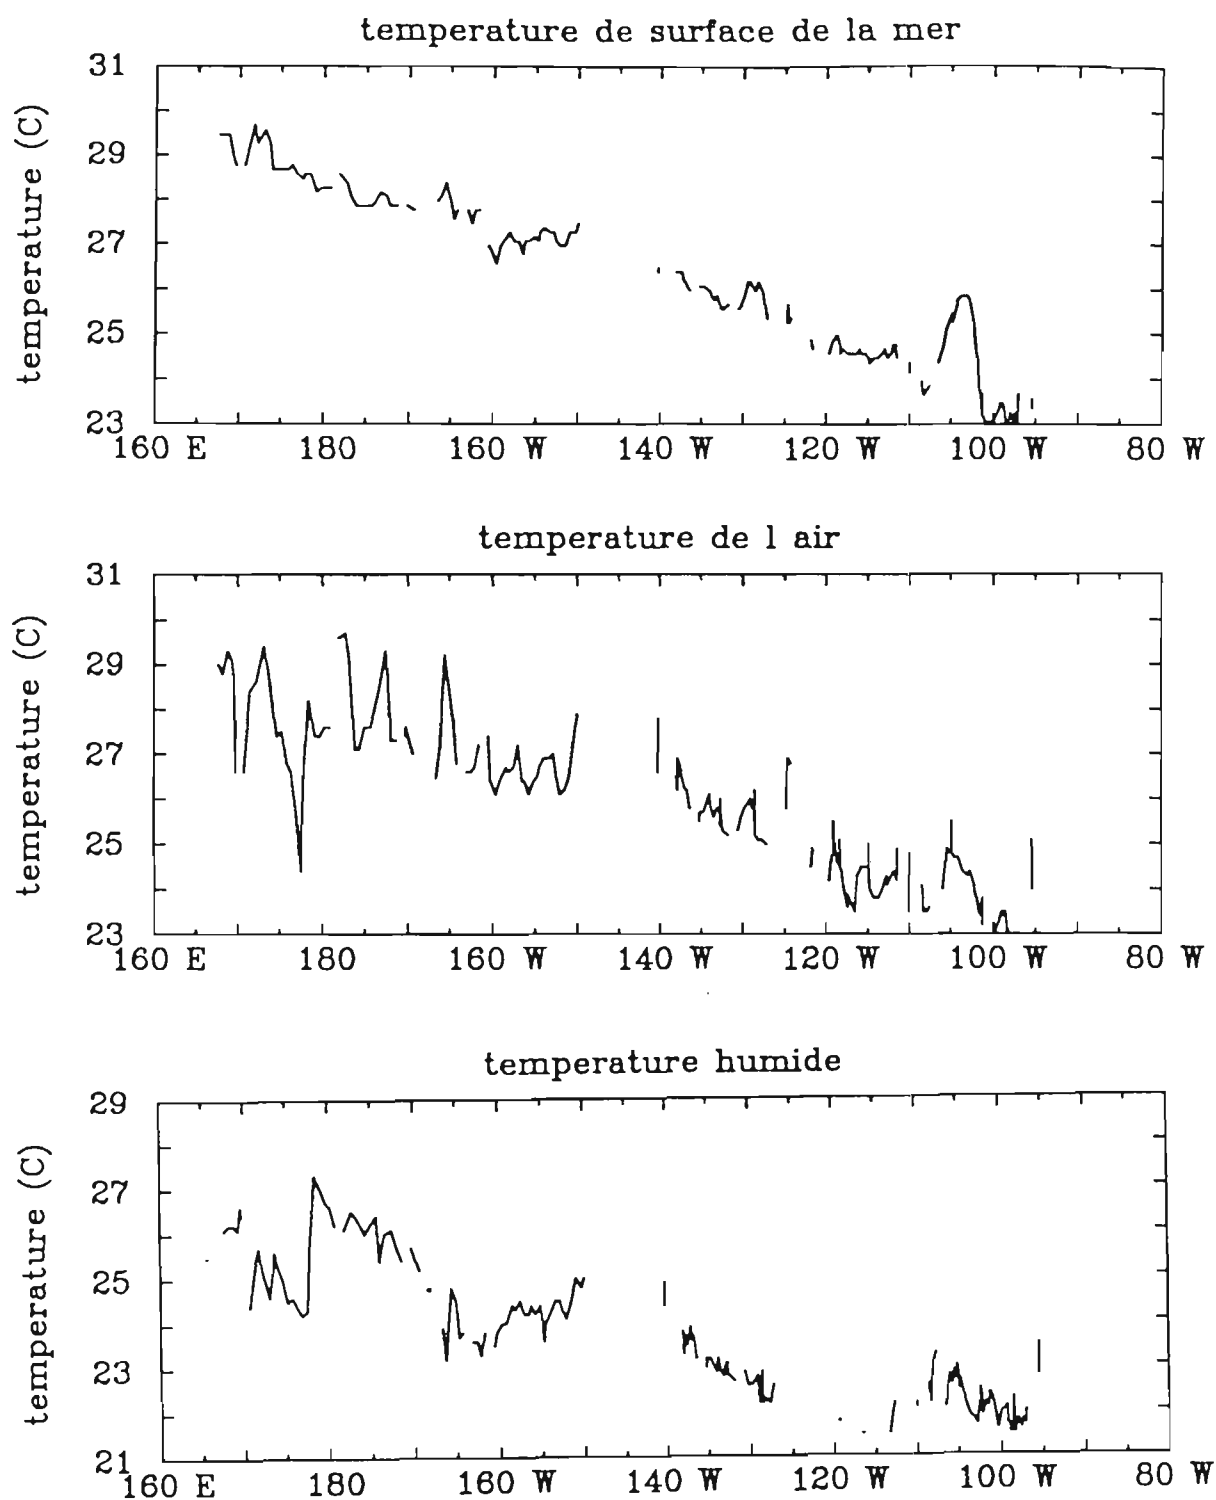 temperature de surface de la mer
31
29
27
25
23
temperature (C)
160 E 180 160 W 140 W 120 W 100 W 80 W
temperature de l air
31
29
27
25
23
temperature (C)
160 E 180 160 W 140 W 120 W 100 W 80 W
temperature humide
29
27
25
23
21
temperature (C)
160 E 180 160 W 140 W 120 W 100 W 80 W